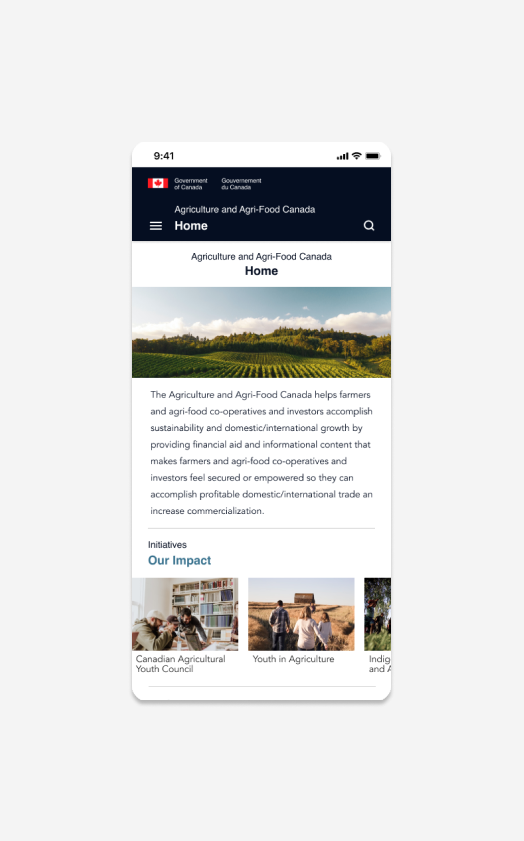 9:41
Government
of Canada
Gouvernement
du Canada
Agriculture and Agri-Food Canada
Home
Agriculture and Agri-Food Canada
Home
The Agriculture and Agri-Food Canada helps farmers
and agri-food co-operatives and investors accomplish
sustainability and domestic/international growth by
providing financial aid and informational content that
makes farmers and agri-food co-operatives and
investors feel secured or empowered so they can
accomplish profitable domestic/international trade an
increase commercialization.
Initiatives
Our Impact
Canadian Agricultural
Youth Council
Youth in Agriculture
Indig
and A